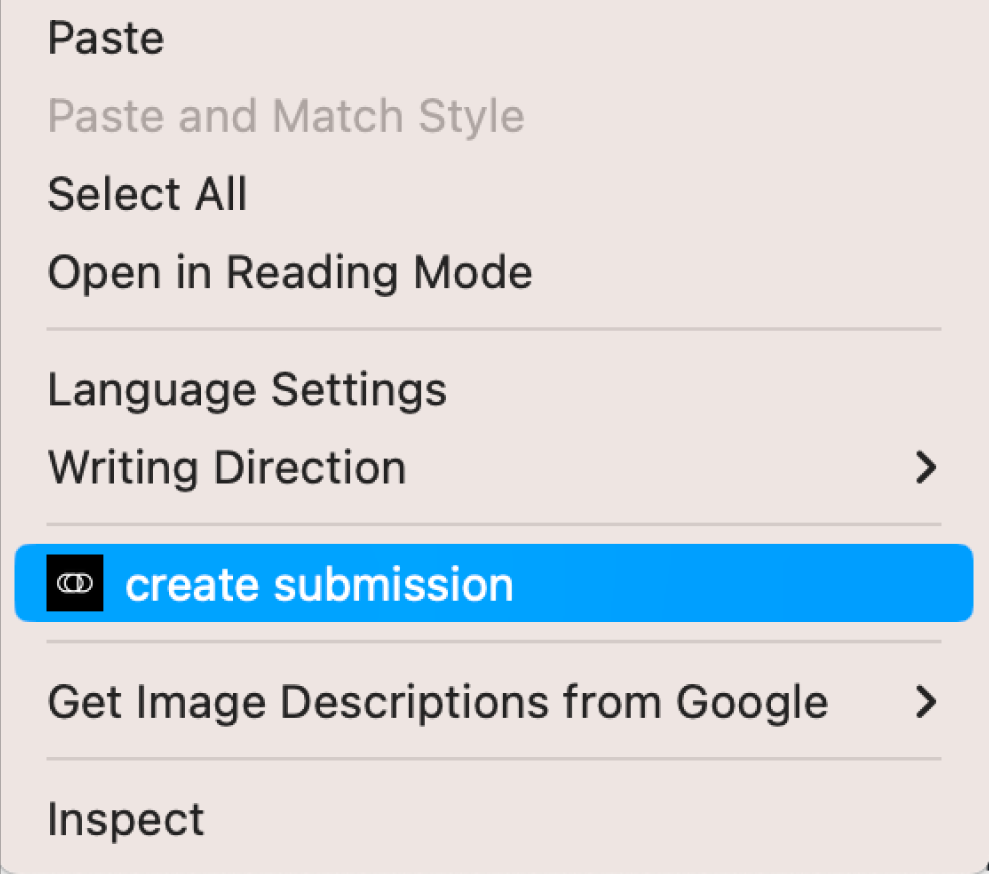 Paste
Paste and Match Style
Select All
Open in Reading Mode
Language Settings
Writing Direction
create submission
Get Image Descriptions from Google
Inspect